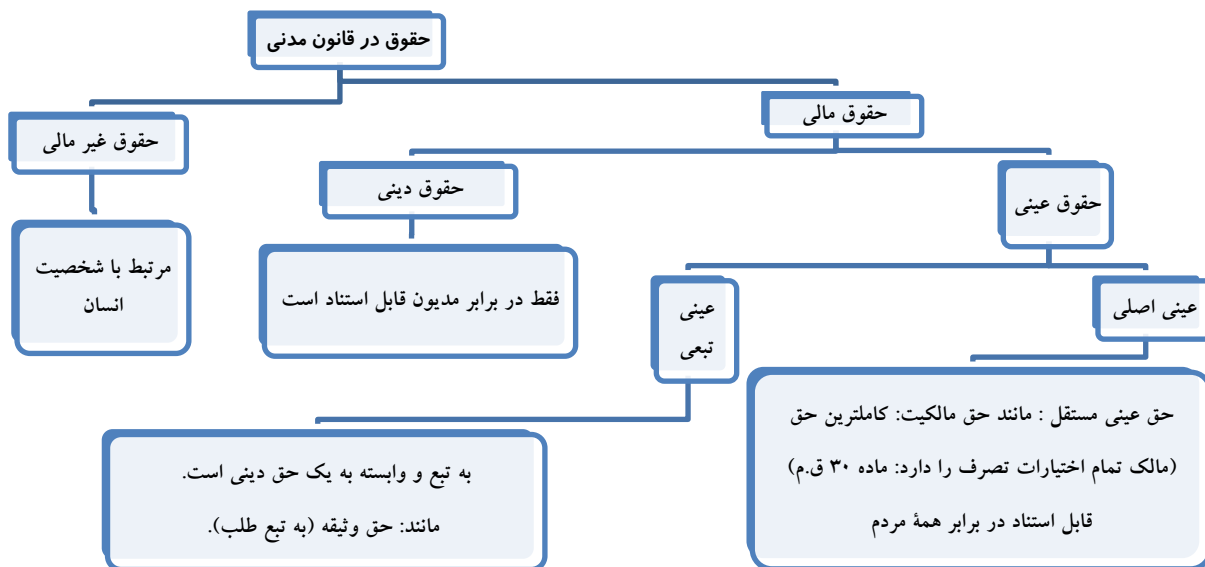 حقوق در قانون مدنی
حقوق مالی
حقوق غیر مالی
حقوق عینی
حقوق دینی
مرتبط با شخصیت
انسان
فقط در برابر مدیون قابل استناد است
عینی اصلی
عینی
تبعی
حق عینی مستقل : مانند حق مالکیت: کاملترین حق
(مالک تمام اختیارات تصرف را دارد: ماده ۳۰ ق.م)
قابل استناد در برابر همهٔ مردم
به تبع و وابسته به یک حق دینی است.
مانند: حق وثیقه (به تبع طلب).